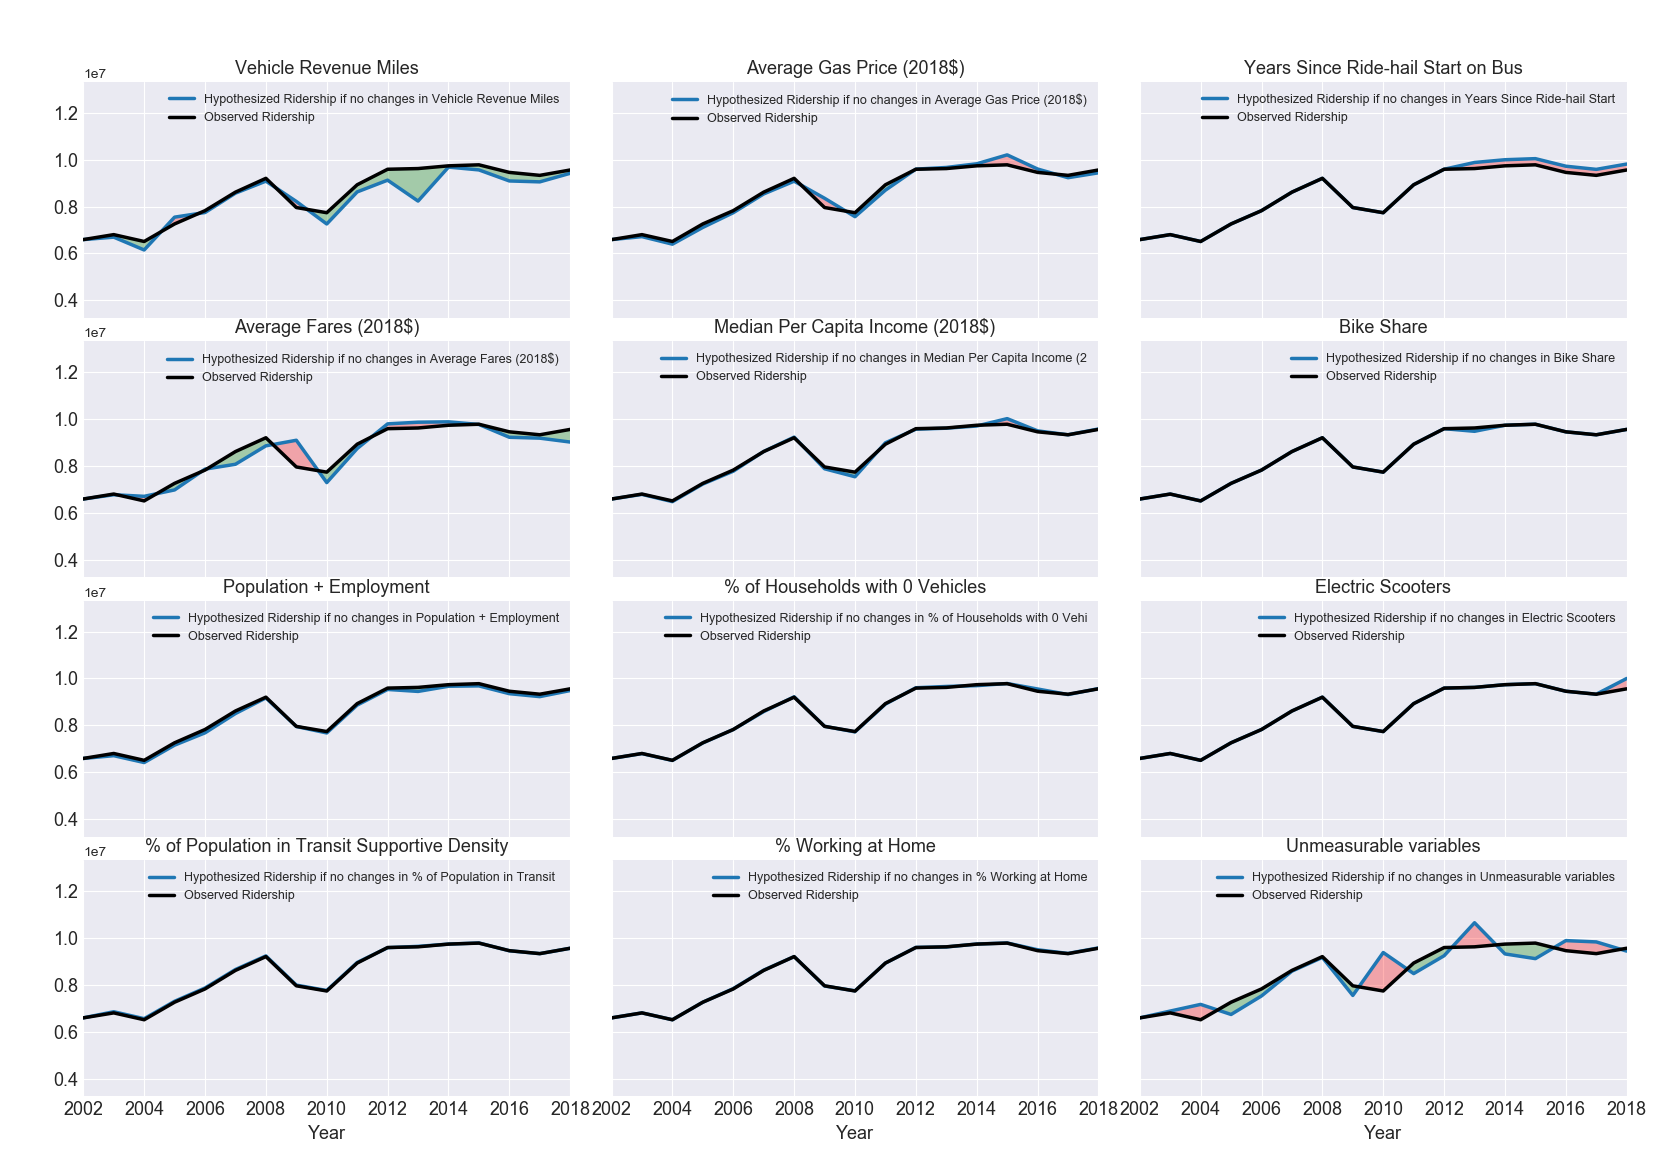 Vehicle Revenue Miles
1e7
Hypothesized Ridership if no changes in Vehicle Revenue Miles
Observed Ridership
1.2
1.0
0.8
0.6
0.4
Average Gas Price (2018$)
Hypothesized Ridership if no changes in Average Gas Price (2018$)
Observed Ridership
Years Since Ride-hail Start on Bus
Hypothesized Ridership if no changes in Years Since Ride-hail Start
Observed Ridership
Average Fares (2018$)
1e7
Hypothesized Ridership if no changes in Average Fares (2018$)
Observed Ridership
1.2
1.0
0.8
0.6
0.4
Median Per Capita Income (2018$)
Hypothesized Ridership if no changes in Median Per Capita Income (2
Observed Ridership
Bike Share
Hypothesized Ridership if no changes in Bike Share
Observed Ridership
Population + Employment
1e7
Hypothesized Ridership if no changes in Population + Employment
Observed Ridership
1.2
1.0
0.8
0.6
0.4
% of Households with 0 Vehicles
Hypothesized Ridership if no changes in % of Households with 0 Vehi
Observed Ridership
Electric Scooters
Hypothesized Ridership if no changes in Electric Scooters
Observed Ridership
% of Population in Transit Supportive Density
1e7
Hypothesized Ridership if no changes in % of Population in Transit
Observed Ridership
1.2
1.0
0.8
0.6
0.4
2002 2004 2006 2008 2010 2012 2014 2016 2018
Year
% Working at Home
Hypothesized Ridership if no changes in % Working at Home
Observed Ridership
2002 2004 2006 2008 2010 2012 2014 2016 2018
Year
Unmeasurable variables
Hypothesized Ridership if no changes in Unmeasurable variables
Observed Ridership
2002 2004 2006 2008 2010 2012 2014 2016 2018
Year